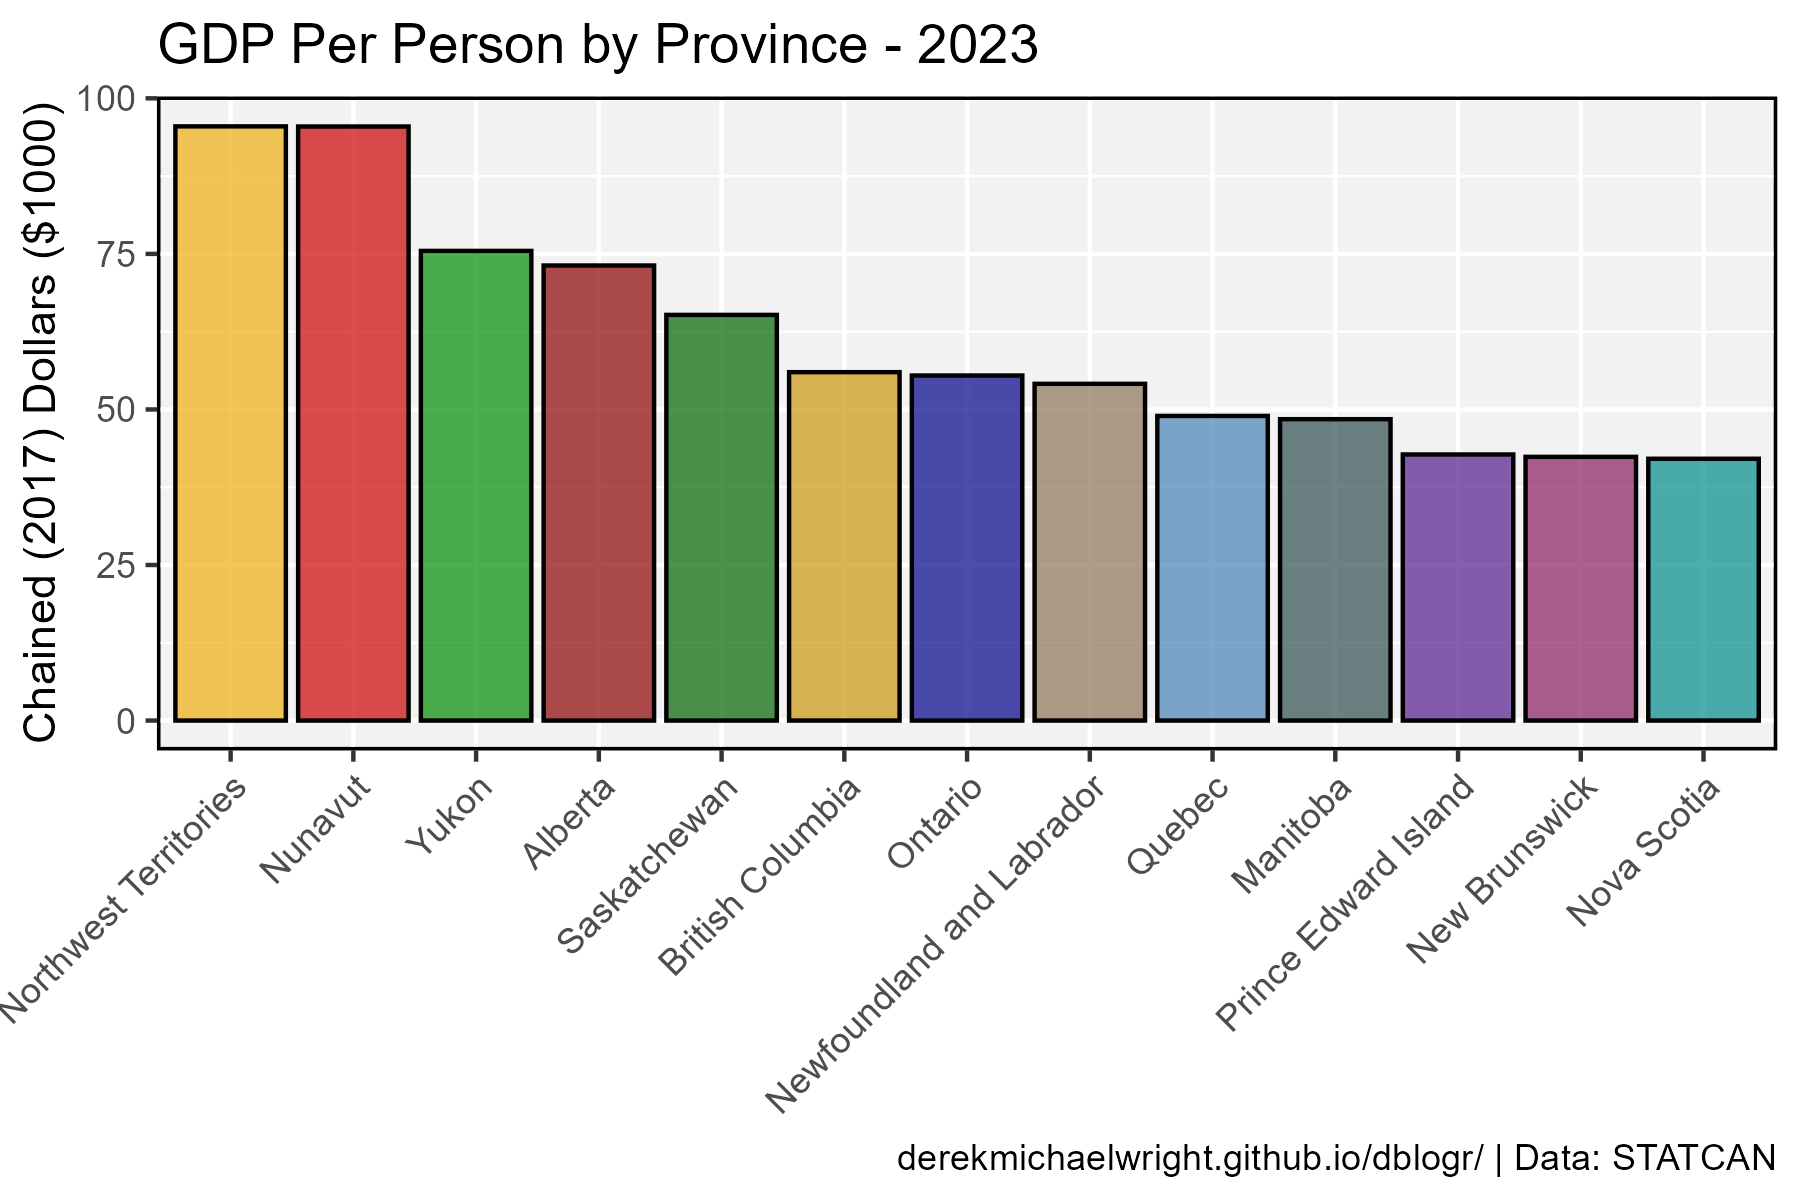 GDP Per Person by Province - 2023
Chained (2017) Dollars ($1000)
100
75
50
25
0
Northwest Territories
Nunavut
Yukon
Alberta
Saskatchewan
British Columbia
Ontario
Newfoundland and Labrador
Quebec
Manitoba
Prince Edward Island
New Brunswick
Nova Scotia
derekmichaelwright.github.io/dblogr/ | Data: STATCAN